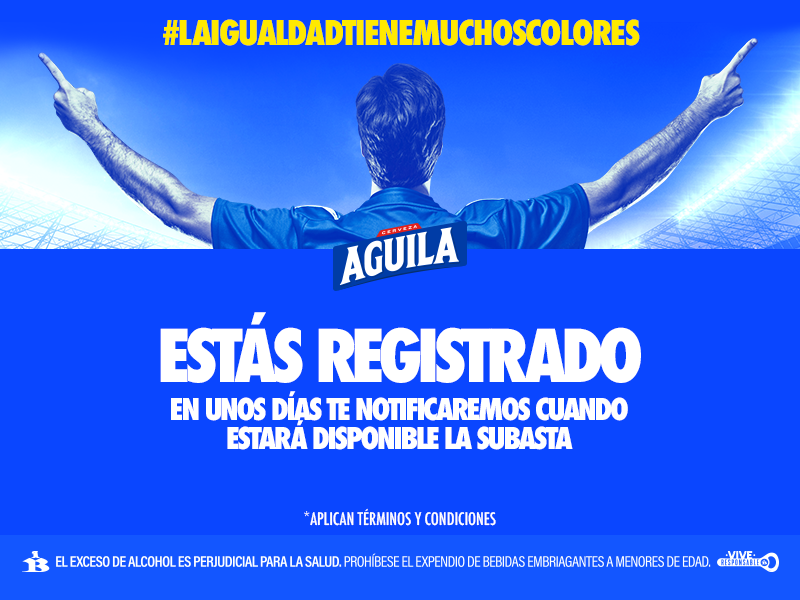 #LAIGUALDADTIENEMUCHOSCOLORES
CERVEZA
AGUILA
ESTÁS REGISTRADO
EN UNOS DÍAS TE NOTIFICAREMOS CUANDO
ESTARÁ DISPONIBLE LA SUBASTA
*APLICAN TÉRMINOS Y CONDICIONES
EL EXCESO DE ALCOHOL ES PERJUDICIAL PARA LA SALUD. PROHÍBESE EL EXPENDIO DE BEBIDAS EMBRIAGANTES A MENORES DE EDAD.
·VIVE·
RESPONSABLE